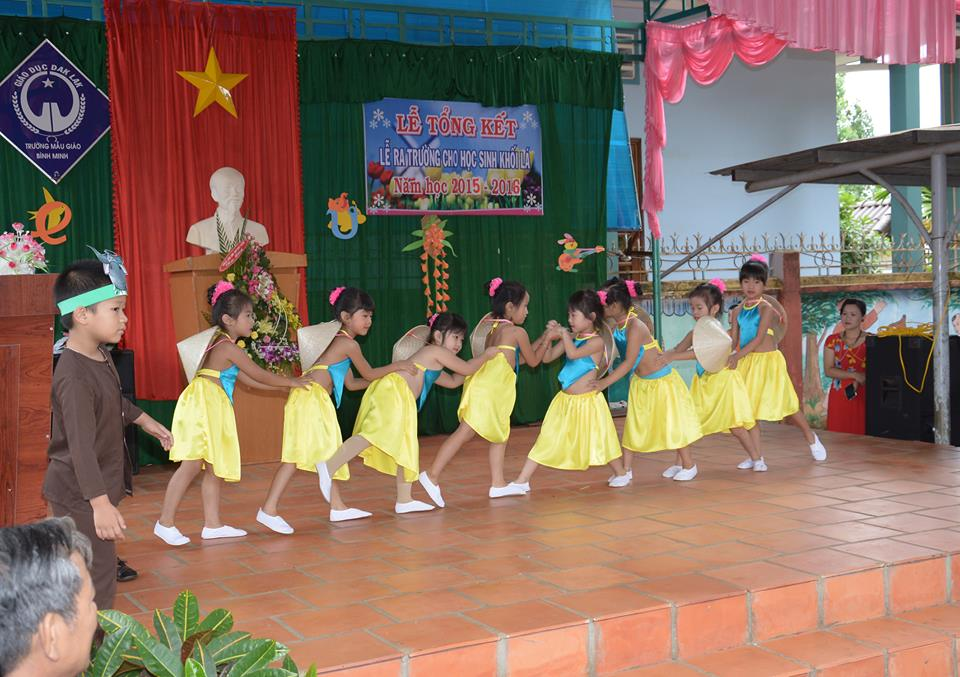 GIÁO DỤC ĐAK LAK
TRƯỜNG MẪU GIÁO
BÌNH MINH
LỄ TỔNG KẾT
LỄ RA TRƯỜNG CHO HỌC SINH KHỐI LÁ
Năm học 2015 - 2016
e